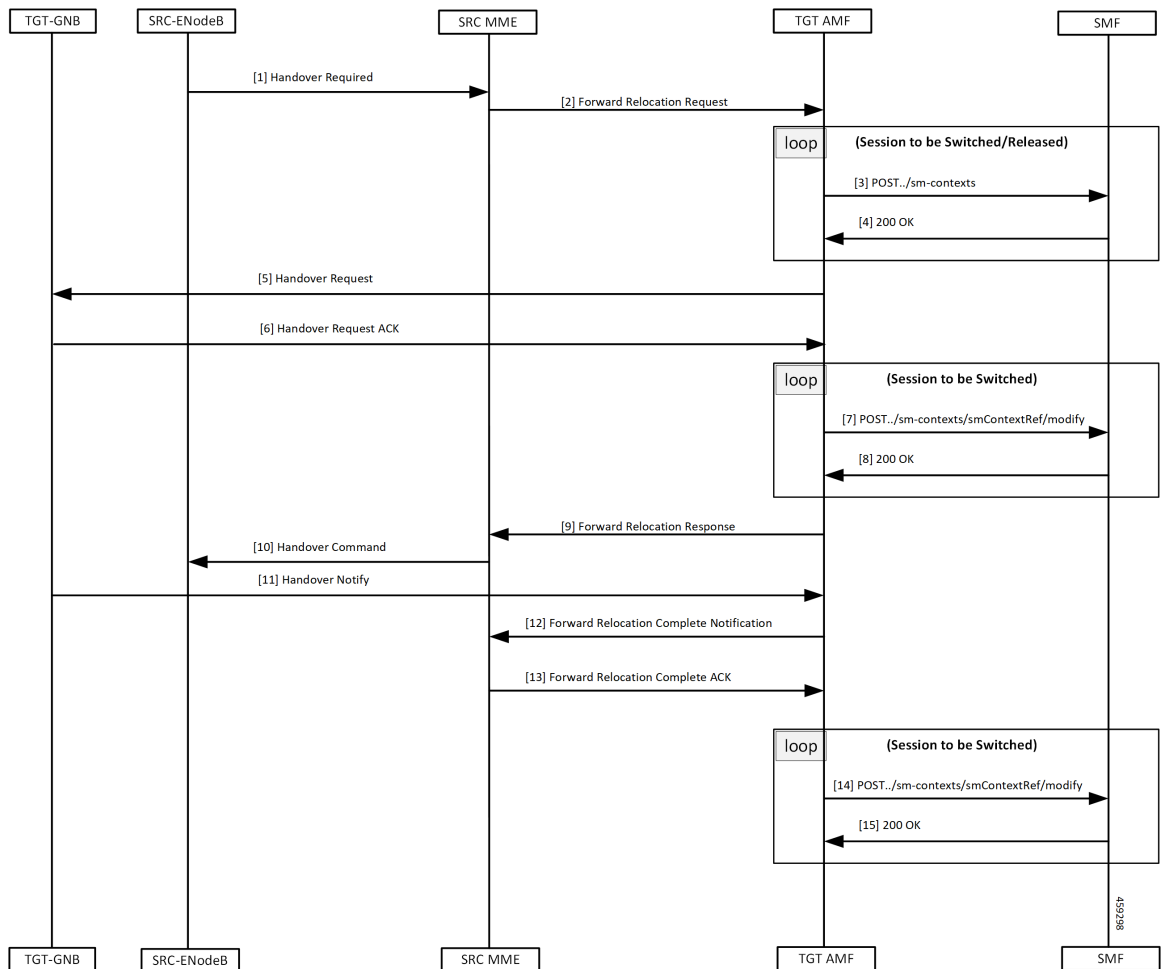 TGT-GNB
SRC-ENodeB
SRC MME
TGT AMF
SMF
[1] Handover Required
[2] Forward Relocation Request
loop
(Session to be Switched/Released)
[3] POST../sm-contexts
[4] 200 OK
[5] Handover Request
[6] Handover Request ACK
loop
(Session to be Switched)
[7] POST../sm-contexts/smContextRef/modify
[8] 200 OK
[9] Forward Relocation Response
[10] Handover Command
[11] Handover Notify
[12] Forward Relocation Complete Notification
[13] Forward Relocation Complete ACK
loop
(Session to be Switched)
[14] POST../sm-contexts/smContextRef/modify
[15] 200 OK
459298
TGT-GNB
SRC-ENodeB
SRC MME
TGT AMF
SMF